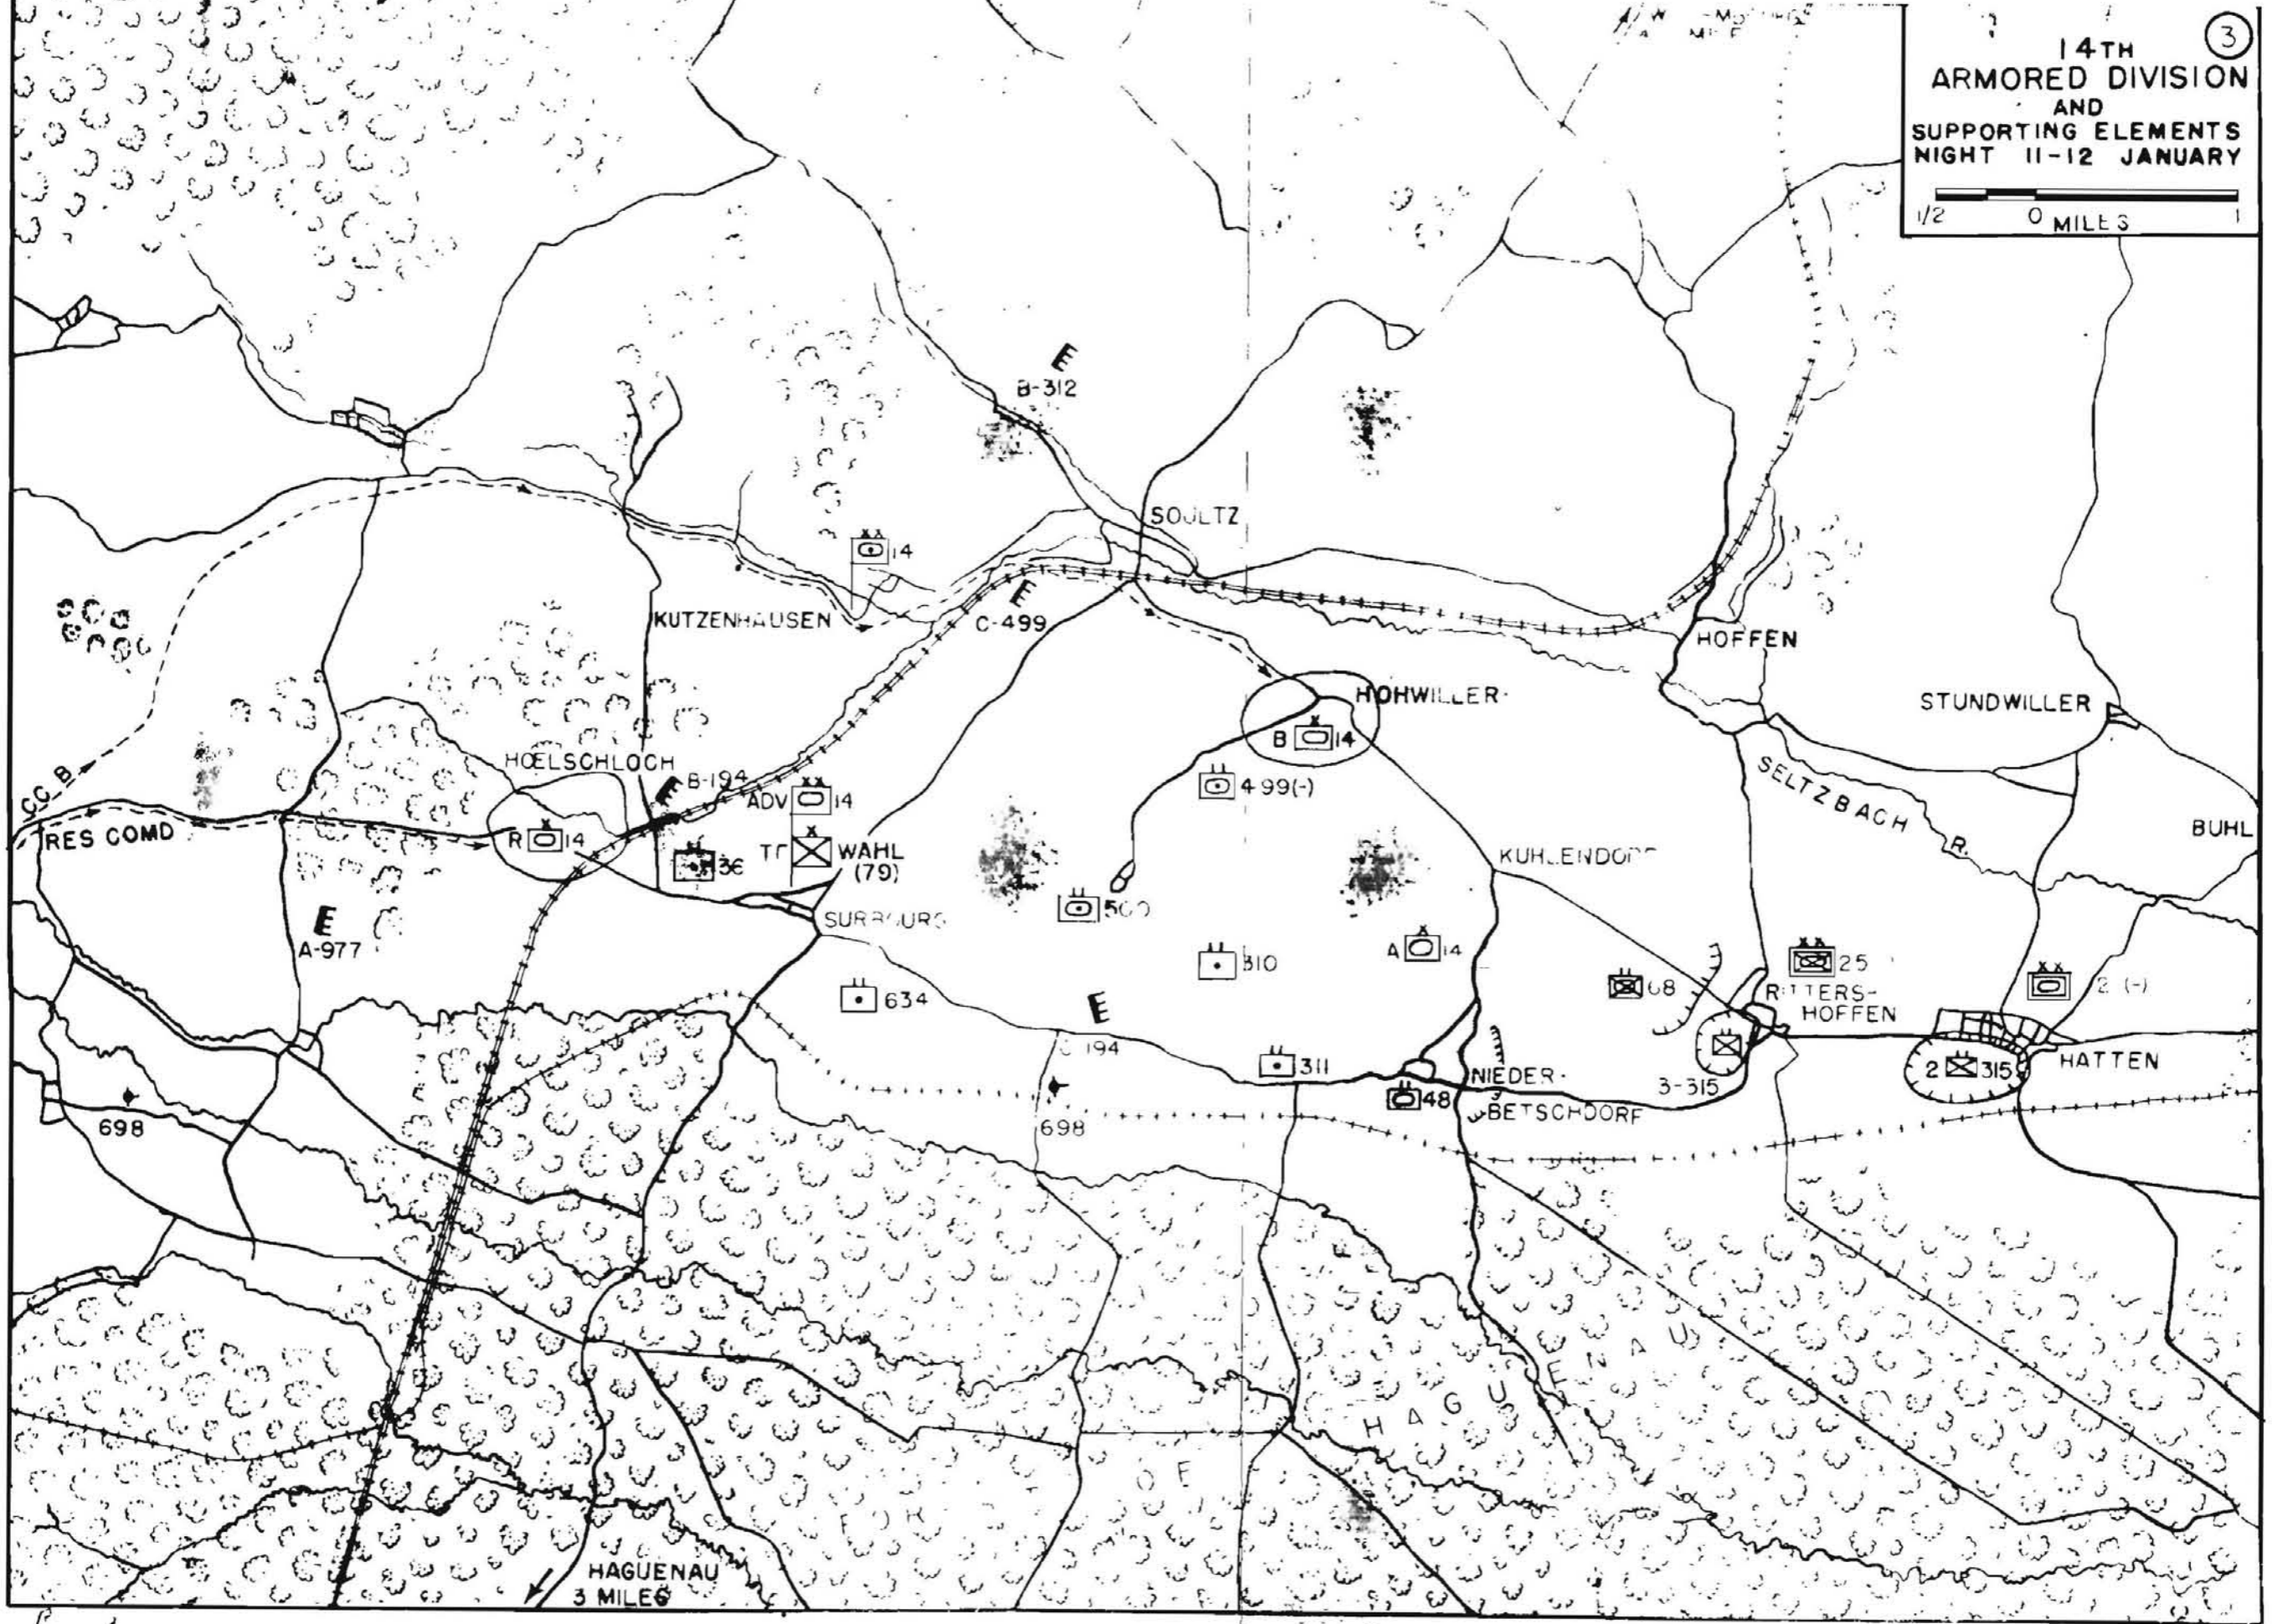 3
14TH
ARMORED DIVISION
AND
SUPPORTING ELEMENTS
NIGHT 11-12 JANUARY
1/2 0 MILES 1
E
B-312
SOULTZ
14
KUTZENHAUSEN
E
C-499
HOFFEN
HOHWILLER
B 14
STUNDWILLER
SELTZBACH R.
BUHL
CC B
RES COMD
HOELSCHLOCH
E B-194
ADV 14
499(-)
R 14
36
TF WAHL
(79)
KUHLENDORF
SURBOURG
500
E
A-977
310
A 14
634
E
C 194
68
25
2 (-)
RITTERS-
HOFFEN
311
48
NIEDER-
BETSCHDORF
3-315
2 315
HATTEN
698
698
HAGUENAU
HAGUENAU
3 MILES